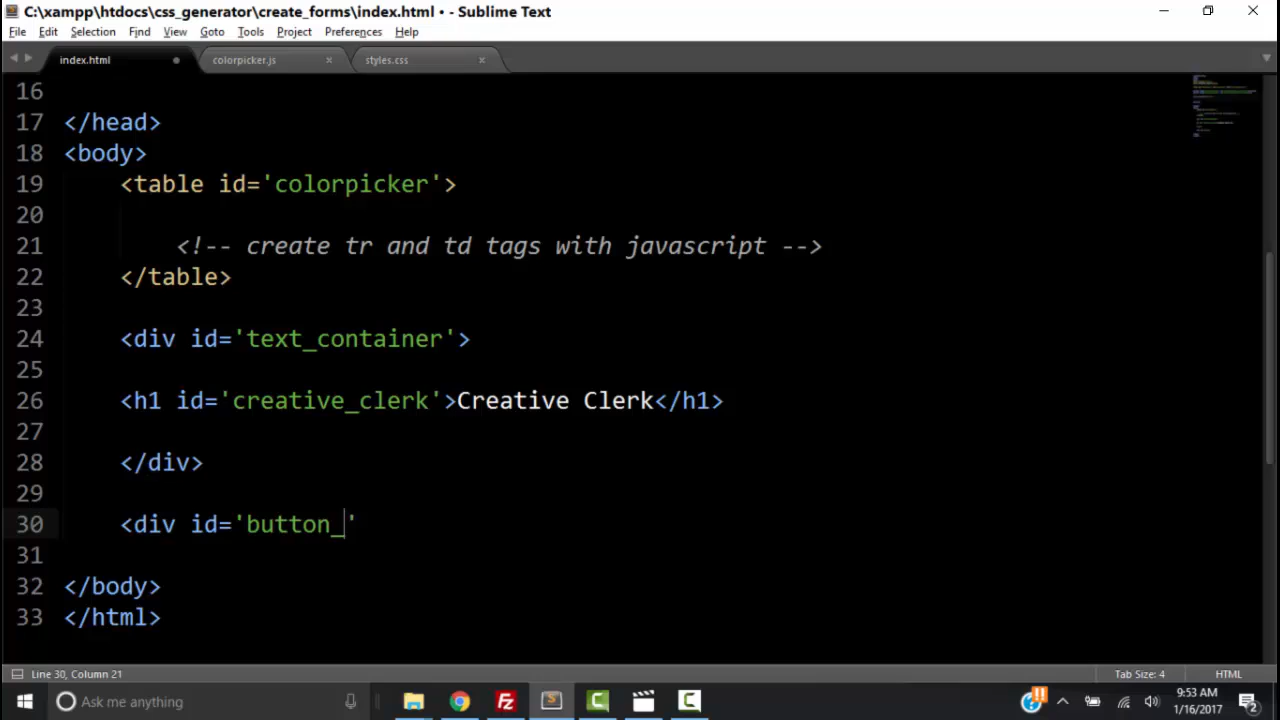 C:\xampp\htdocs\css_generator\create_forms\index.html • - Sublime Text
File Edit Selection Find View Goto Tools Project Preferences Help
index.html colorpicker.js styles.css
16
17 </head>
18 <body>
19 <table id='colorpicker'>
20
21 <!-- create tr and td tags with javascript -->
22 </table>
23
24 <div id='text_container'>
25
26 <h1 id='creative_clerk'>Creative Clerk</h1>
27
28 </div>
29
30 <div id='button_'
31
32 </body>
33 </html>
Line 30, Column 21 Tab Size: 4 HTML
Ask me anything
9:53 AM
1/16/2017
2